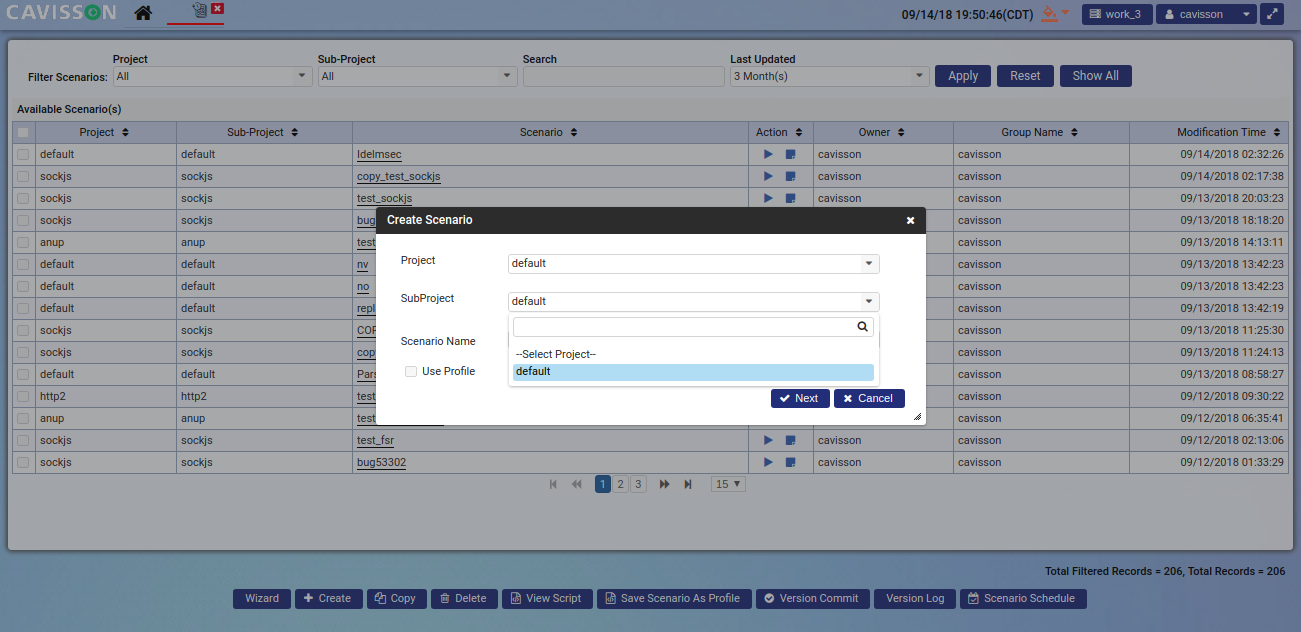 CAVISSON
09/14/18 19:50:46(CDT) work_3 cavisson
Project Sub-Project Search Last Updated
Filter Scenarios: All All 3 Month(s) Apply Reset Show All
Available Scenario(s)
Project Sub-Project Scenario Action Owner Group Name Modification Time
default default Idelmsec cavisson cavisson 09/14/2018 02:32:26
sockjs sockjs copy_test_sockjs cavisson cavisson 09/14/2018 02:17:38
sockjs sockjs test_sockjs cavisson cavisson 09/13/2018 20:03:23
sockjs sockjs bug cavisson 09/13/2018 18:18:20
anup anup test cavisson 09/13/2018 14:13:11
default default nv cavisson 09/13/2018 13:42:23
default default no cavisson 09/13/2018 13:42:23
default default repl cavisson 09/13/2018 13:42:19
sockjs sockjs COP cavisson 09/13/2018 11:25:30
sockjs sockjs cop cavisson 09/13/2018 11:24:13
default default Pars cavisson 09/13/2018 08:58:27
http2 http2 test cavisson 09/12/2018 09:30:22
anup anup test cavisson 09/12/2018 06:35:41
sockjs sockjs test_fsr cavisson cavisson 09/12/2018 02:13:06
sockjs sockjs bug53302 cavisson cavisson 09/12/2018 01:33:29
Create Scenario
Project default
SubProject default
Scenario Name
--Select Project--
Use Profile default
Next Cancel
1 2 3 15
Total Filtered Records = 206, Total Records = 206
Wizard Create Copy Delete View Script Save Scenario As Profile Version Commit Version Log Scenario Schedule